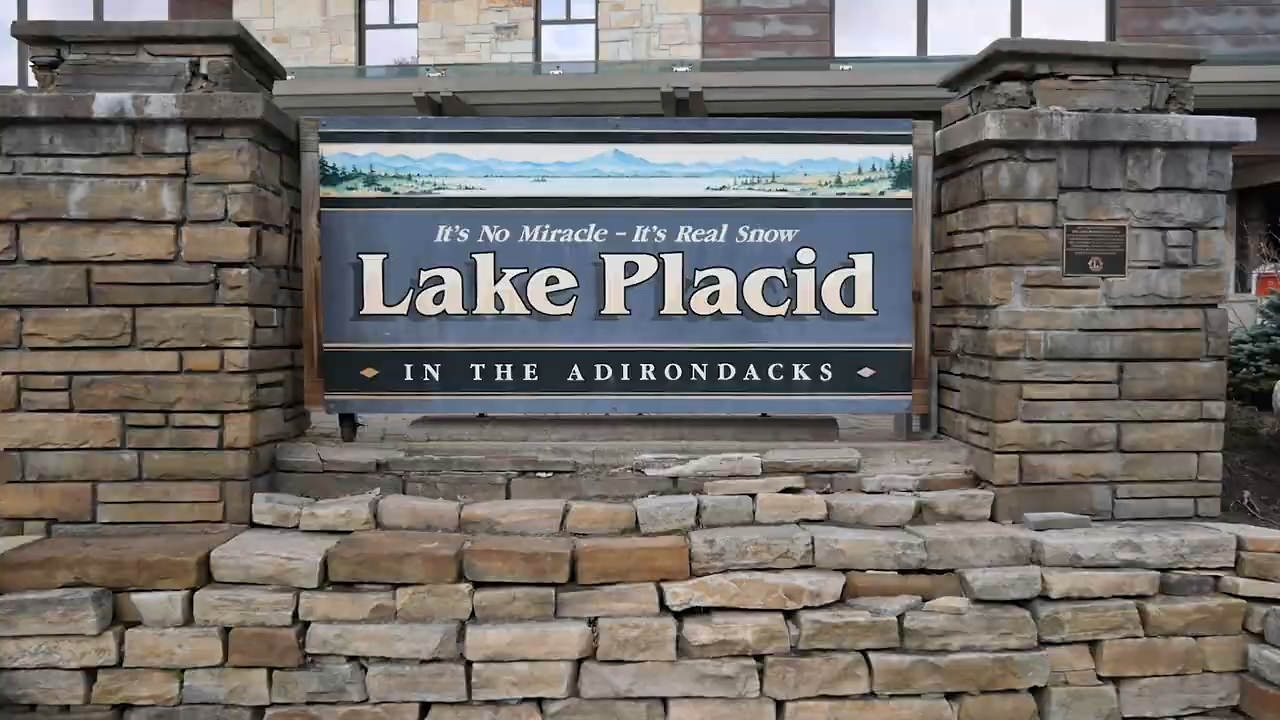 It's No Miracle - It's Real Snow
Lake Placid
IN THE ADIRONDACKS